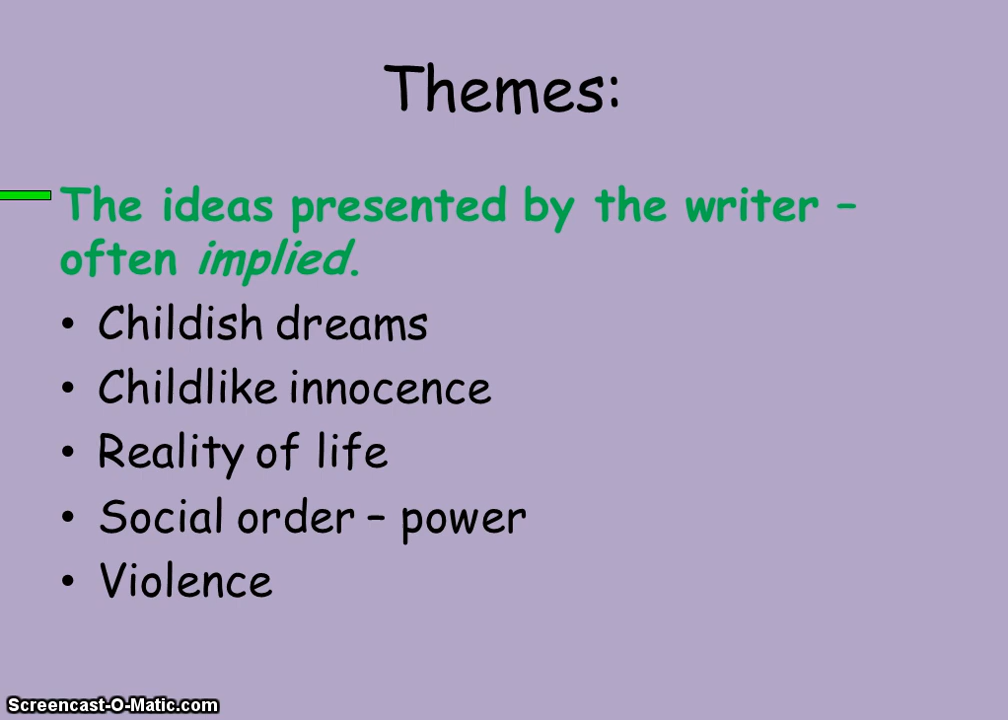 Themes:
The ideas presented by the writer –
often implied.
• Childish dreams
• Childlike innocence
• Reality of life
• Social order – power
• Violence
Screencast-O-Matic.com